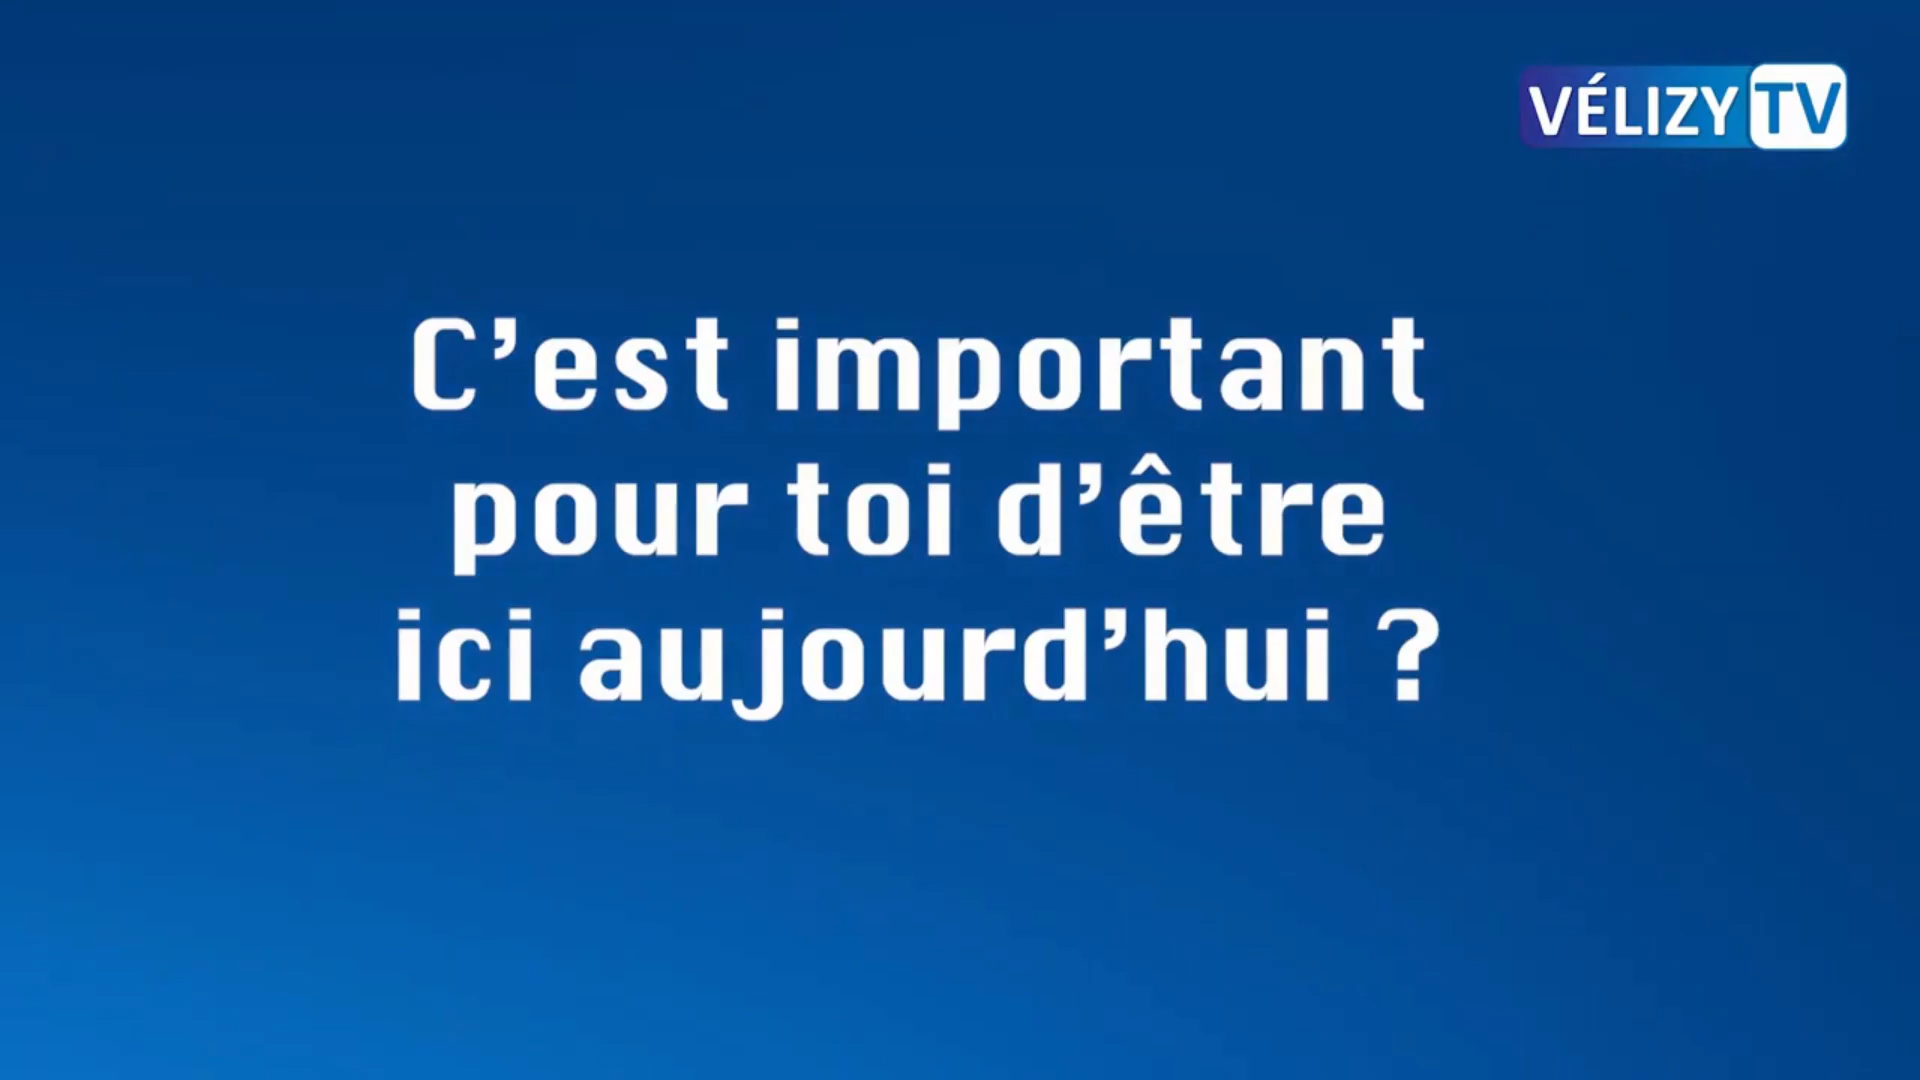 VÉLIZY TV
C’est important
pour toi d’être
ici aujourd’hui ?